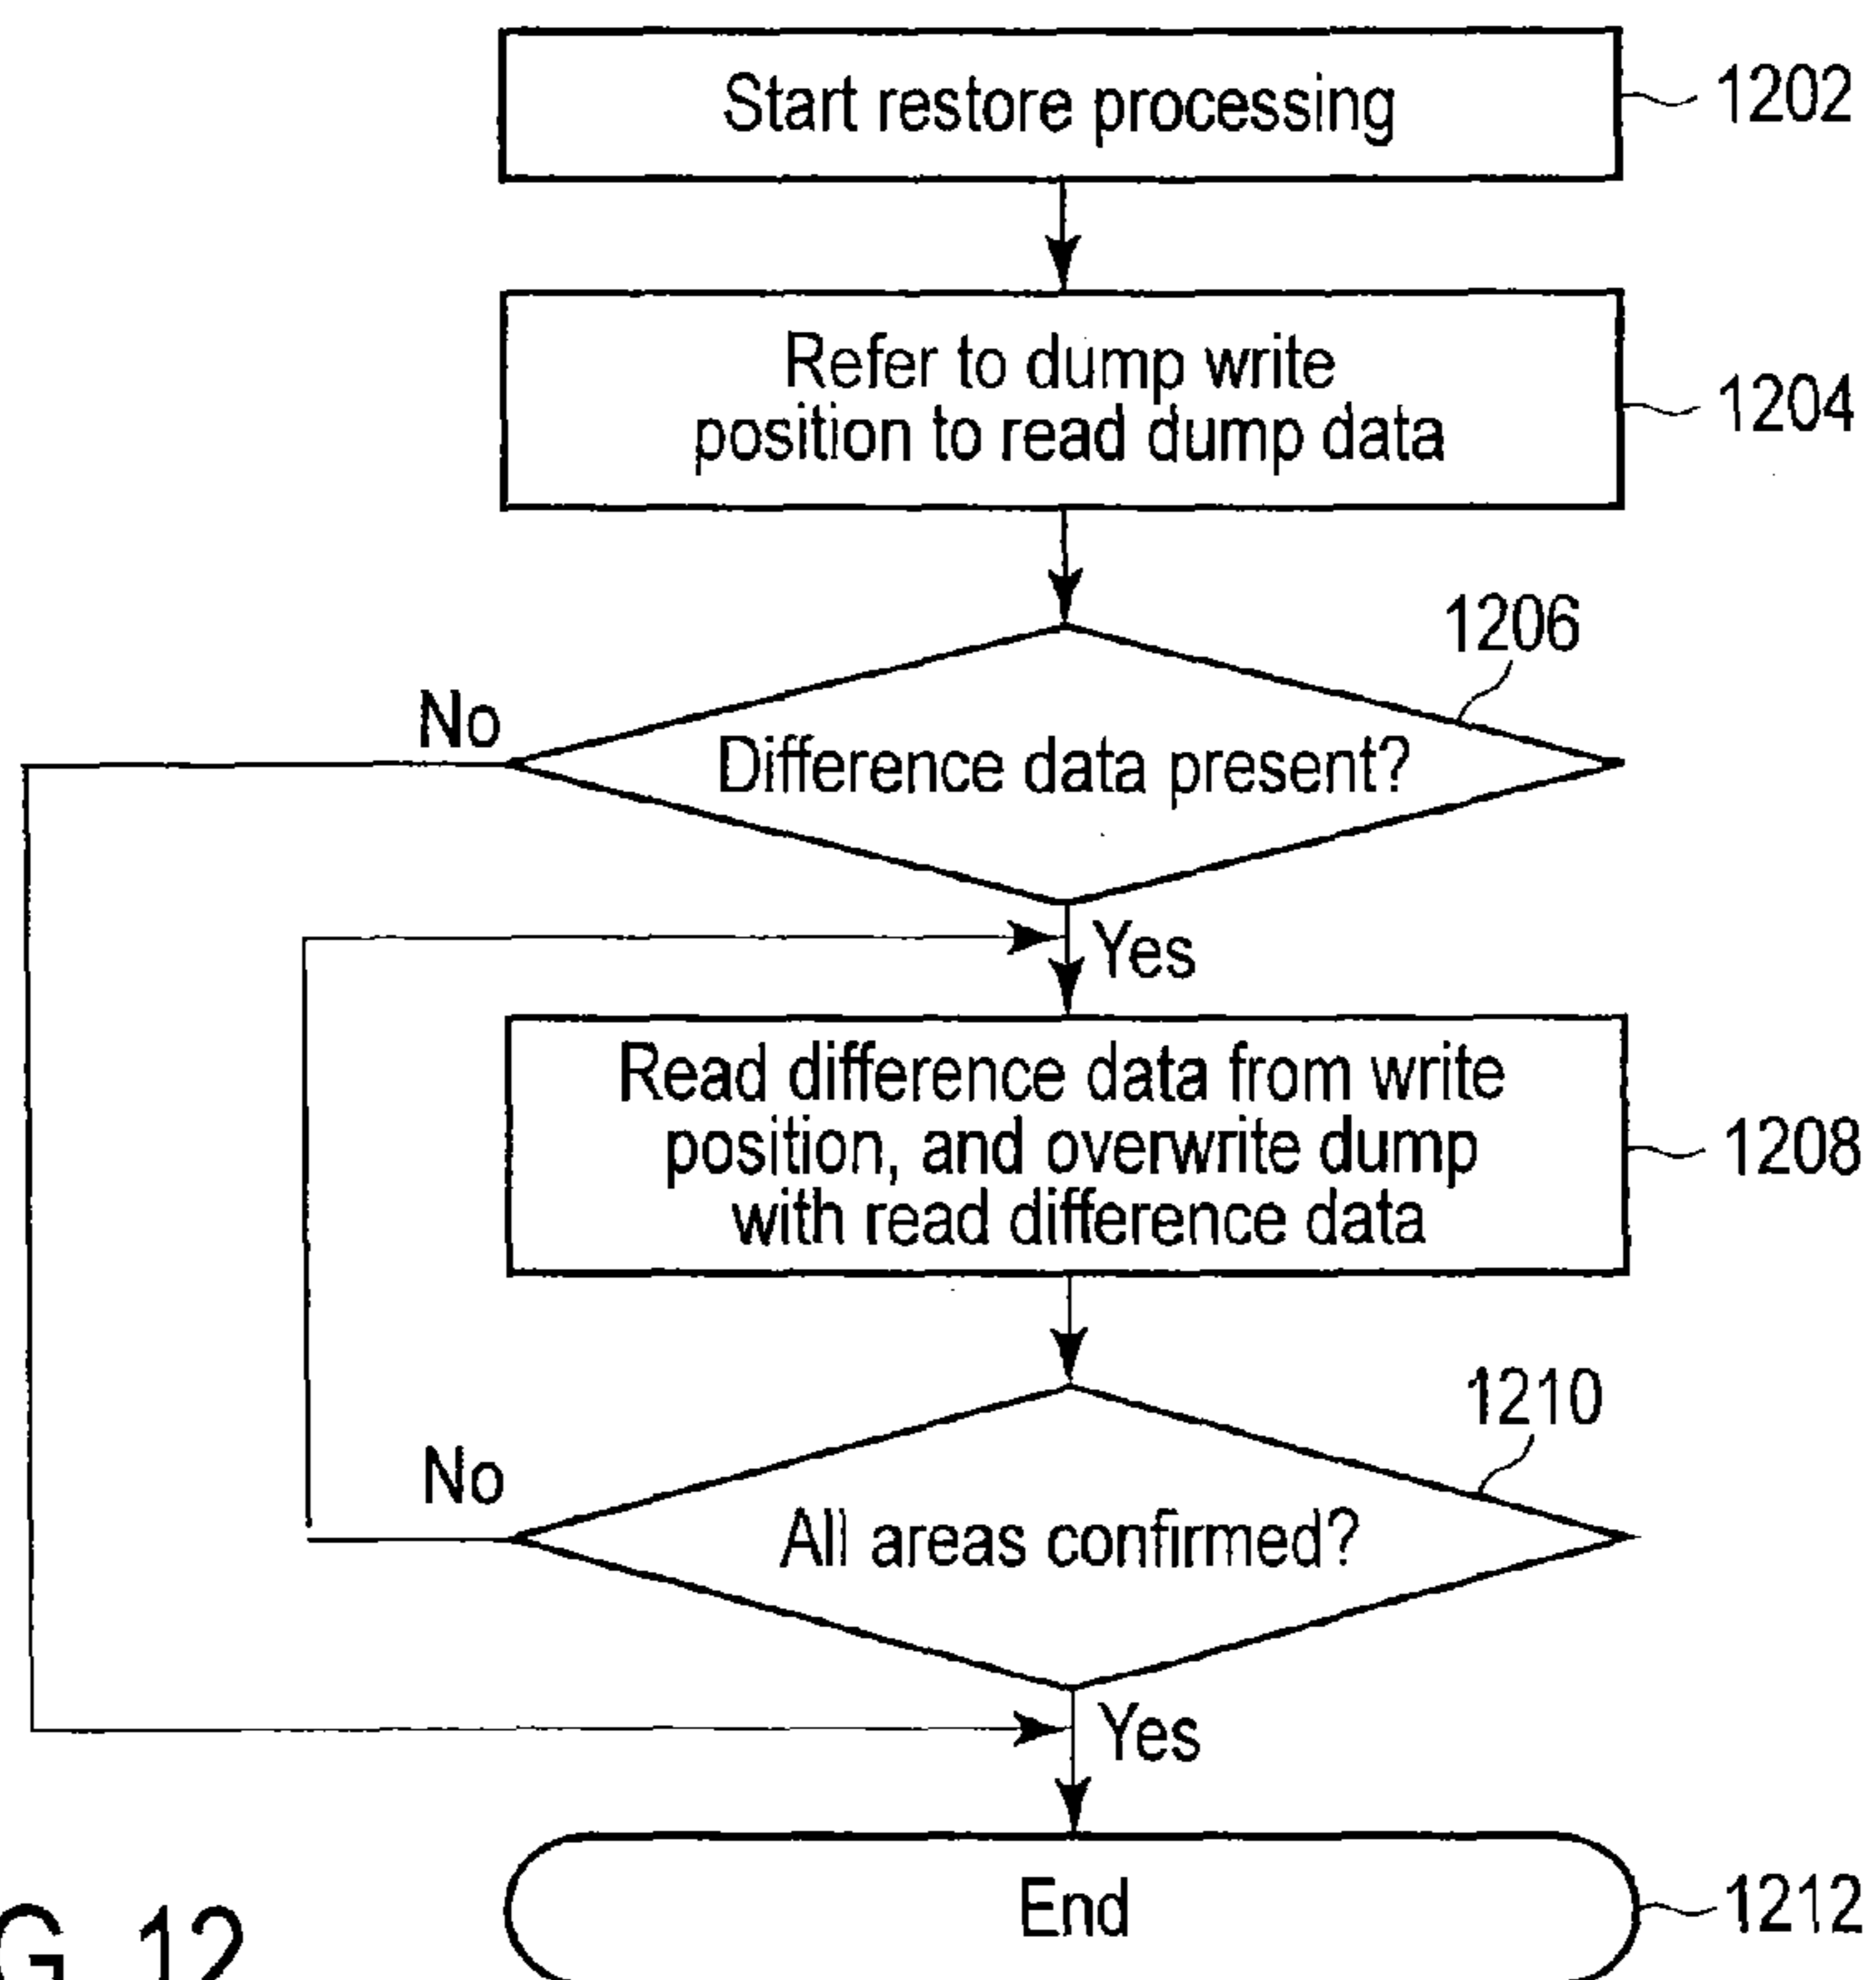 Start restore processing
1202
Refer to dump write
position to read dump data
1204
1206
No
Difference data present?
Yes
Read difference data from write
position, and overwrite dump
with read difference data
1208
1210
No
All areas confirmed?
Yes
End
1212
G. 12